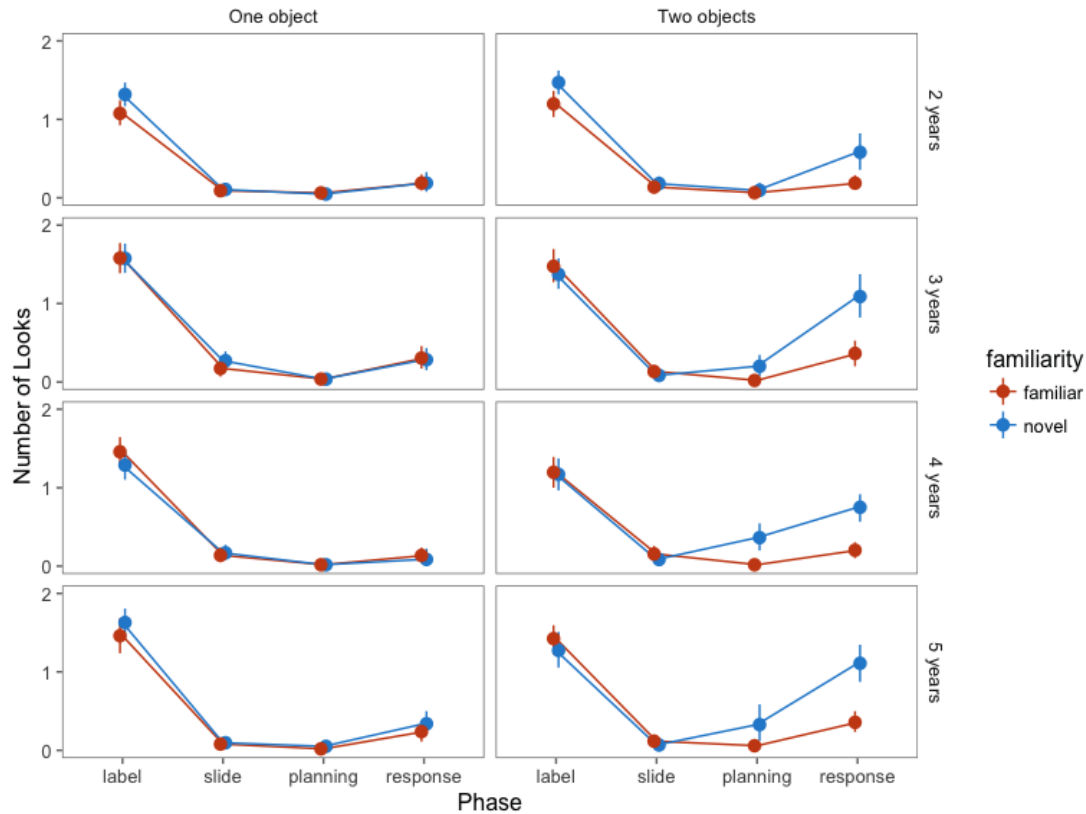 One object
Two objects
2
1
0
2 years
2
1
0
3 years
2
1
0
4 years
2
1
0
5 years
Number of Looks
label slide planning response
label slide planning response
Phase
familiarity
familiar
novel